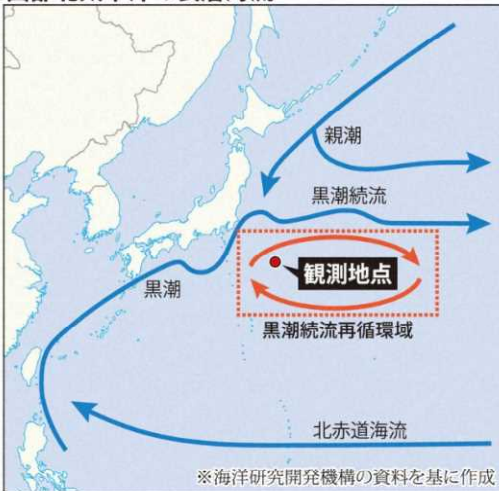 親潮
黒潮続流
観測地点
黒潮
黒潮続流再循環域
北赤道海流
※海洋研究開発機構の資料を基に作成